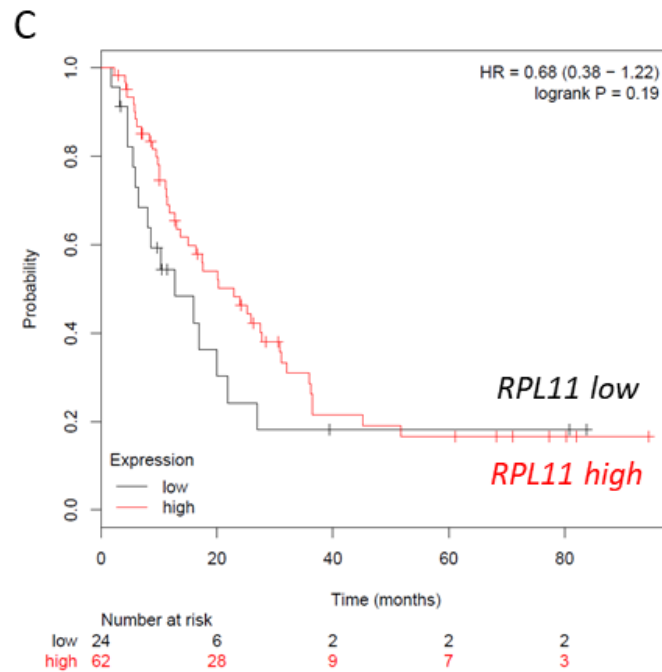 C
HR = 0.68 (0.38 − 1.22)
logrank P = 0.19
1.0
0.8
0.6
0.4
0.2
0.0
Probability
RPL11 low
RPL11 high
Expression
low
high
0 20 40 60 80
Time (months)
Number at risk
low 24 6 2 2 2
high 62 28 9 7 3